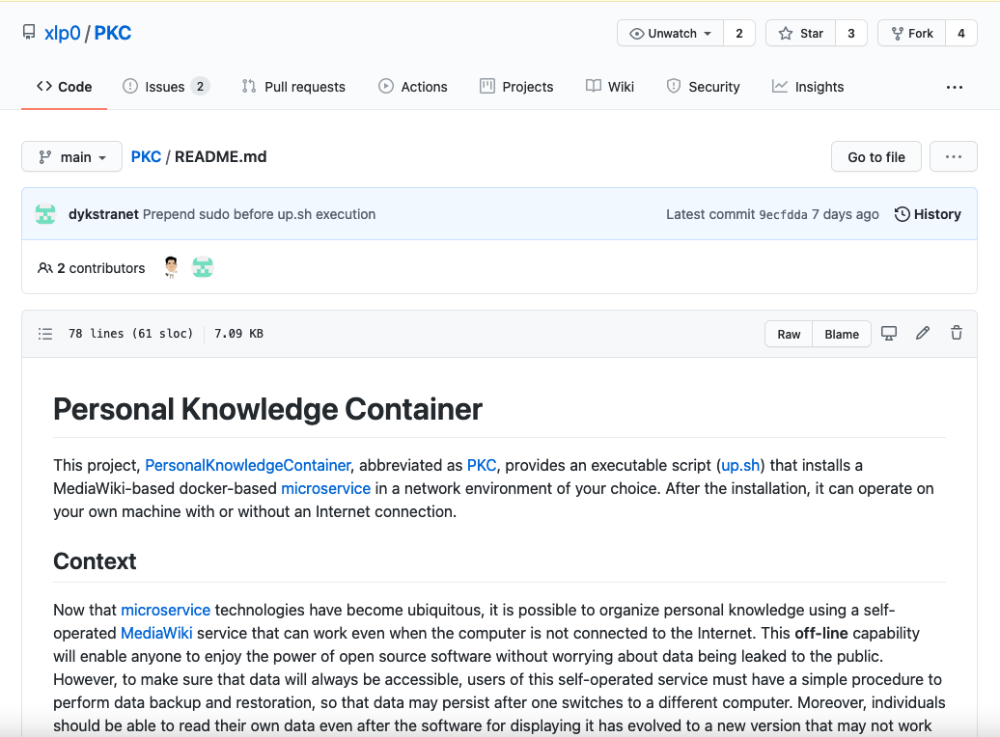 xlp0 / PKC
Unwatch 2 Star 3 Fork 4
Code Issues 2 Pull requests Actions Projects Wiki Security Insights ...
main PKC / README.md Go to file ...
dykstranet Prepend sudo before up.sh execution Latest commit 9ecfdda 7 days ago History
2 contributors
78 lines (61 sloc) 7.09 KB Raw Blame
Personal Knowledge Container
This project, PersonalKnowledgeContainer, abbreviated as PKC, provides an executable script (up.sh) that installs a
MediaWiki-based docker-based microservice in a network environment of your choice. After the installation, it can operate on
your own machine with or without an Internet connection.
Context
Now that microservice technologies have become ubiquitous, it is possible to organize personal knowledge using a self-
operated MediaWiki service that can work even when the computer is not connected to the Internet. This off-line capability
will enable anyone to enjoy the power of open source software without worrying about data being leaked to the public.
However, to make sure that data will always be accessible, users of this self-operated service must have a simple procedure to
perform data backup and restoration, so that data may persist after one switches to a different computer. Moreover, individuals
should be able to read their own data even after the software for displaying it has evolved to a new version that may not work